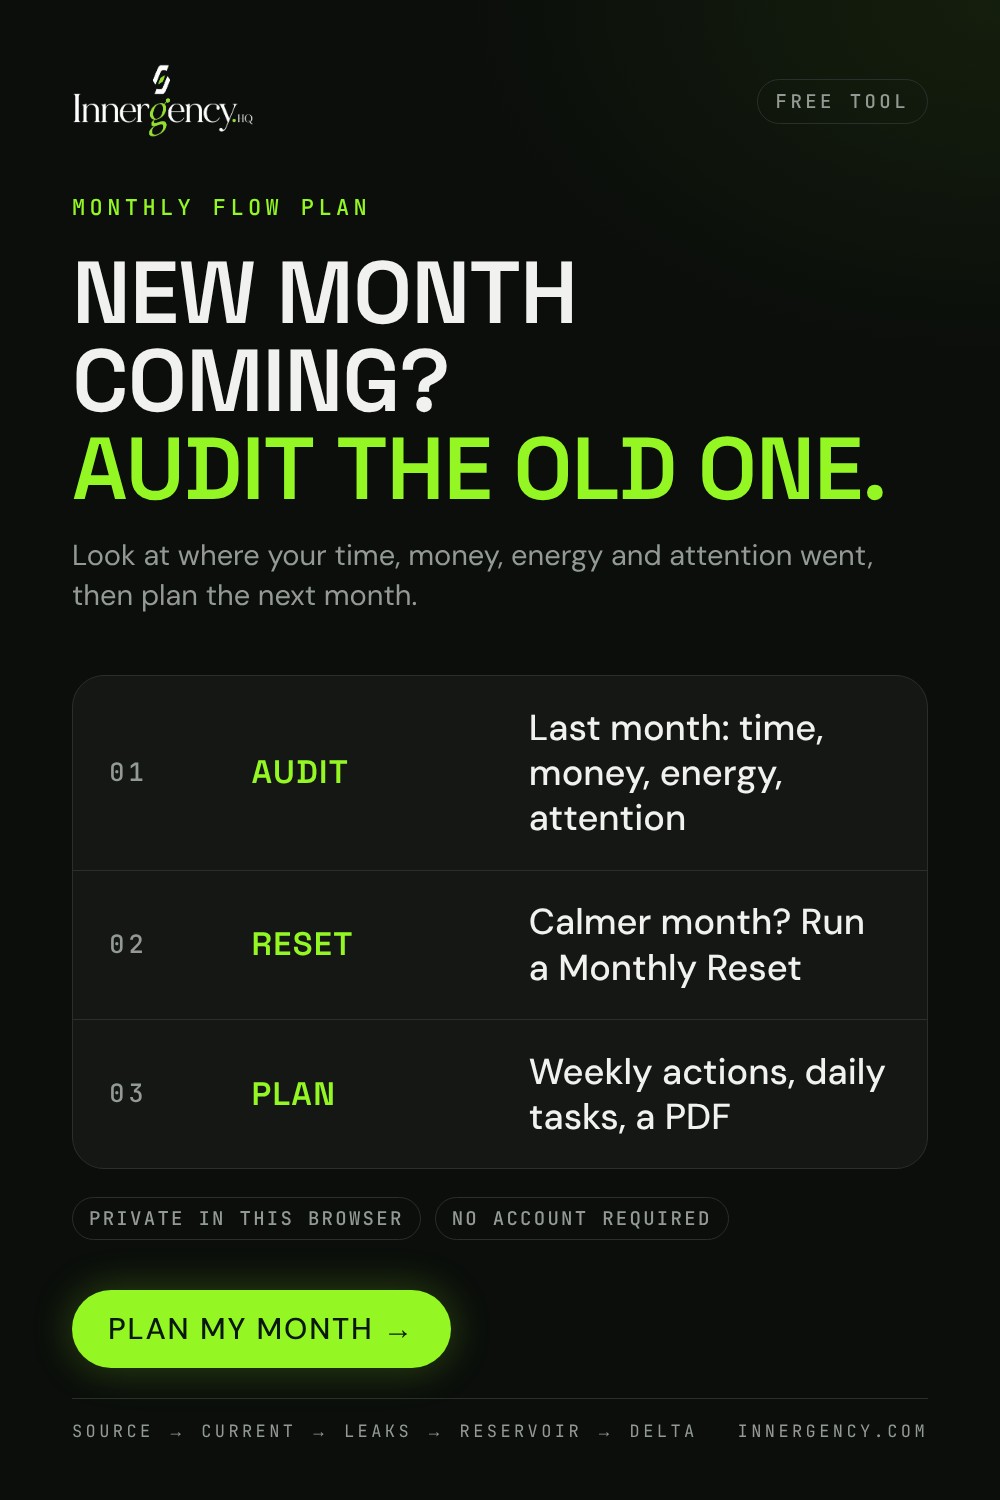 Innergency.HQ
FREE TOOL
MONTHLY FLOW PLAN
NEW MONTH
COMING?
AUDIT THE OLD ONE.
Look at where your time, money, energy and attention went,
then plan the next month.
01 AUDIT Last month: time,
money, energy,
attention
02 RESET Calmer month? Run
a Monthly Reset
03 PLAN Weekly actions, daily
tasks, a PDF
PRIVATE IN THIS BROWSER NO ACCOUNT REQUIRED
PLAN MY MONTH →
SOURCE → CURRENT → LEAKS → RESERVOIR → DELTA INNERGENCY.COM